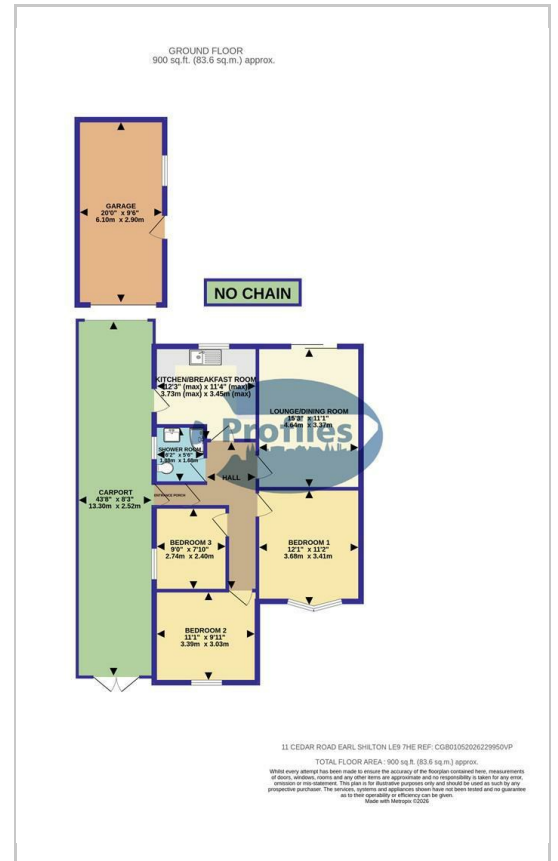 GROUND FLOOR
900 sq.ft. (83.6 sq.m.) approx.
GARAGE
20'0" x 9'6"
6.10m x 2.90m
NO CHAIN
KITCHEN/BREAKFAST ROOM
12'3" (max) x 11'4" (max)
3.73m (max) x 3.45m (max)
LOUNGE/DINING ROOM
15'3" x 11'1"
4.64m x 3.37m
Profiles
SHOWER ROOM
6'2" x 5'6"
1.88m x 1.68m
HALL
ENTRANCE PORCH
CARPORT
43'8" x 8'3"
13.30m x 2.52m
BEDROOM 3
9'0" x 7'10"
2.74m x 2.40m
BEDROOM 1
12'1" x 11'2"
3.68m x 3.41m
BEDROOM 2
11'1" x 9'11"
3.39m x 3.03m
11 CEDAR ROAD EARL SHILTON LE9 7HE REF: CGB01052026229950VP
TOTAL FLOOR AREA : 900 sq.ft. (83.6 sq.m.) approx.
Whilst every attempt has been made to ensure the accuracy of the floorplan contained here, measurements
of doors, windows, rooms and any other items are approximate and no responsibility is taken for any error,
omission or mis-statement. This plan is for illustrative purposes only and should be used as such by any
prospective purchaser. The services, systems and appliances shown have not been tested and no guarantee
as to their operability or efficiency can be given.
Made with Metropix ©2026